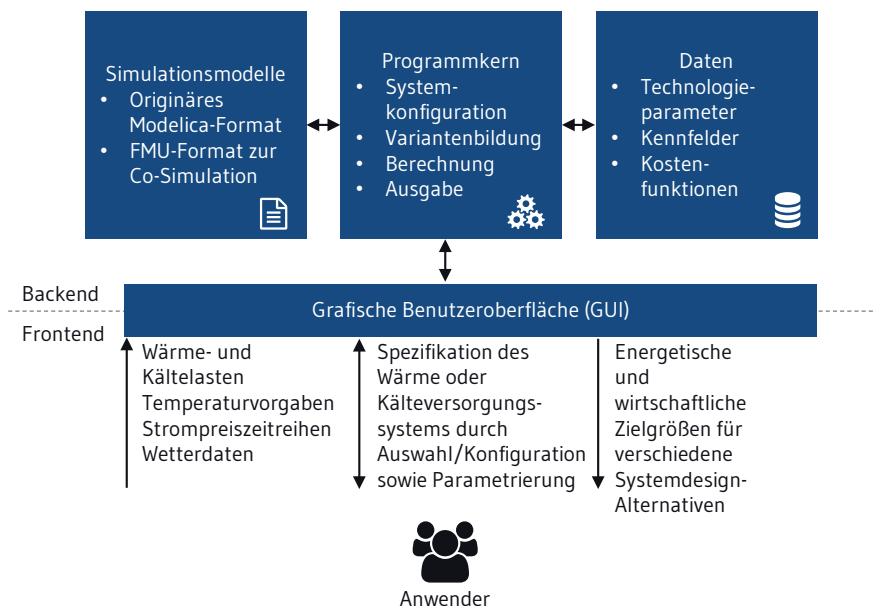 Simulationsmodelle
• Originäres
Modelica-Format
• FMU-Format zur
Co-Simulation
Programmkern
• System-
konfiguration
• Variantenbildung
• Berechnung
• Ausgabe
Daten
• Technologie-
parameter
• Kennfelder
• Kosten-
funktionen
Backend
Grafische Benutzeroberfläche (GUI)
Frontend
Wärme- und
Kältelasten
Temperaturvorgaben
Strompreiszeitreihen
Wetterdaten
Spezifikation des
Wärme oder
Kälteversorgungs-
systems durch
Auswahl/Konfiguration
sowie Parametrierung
Energetische
und
wirtschaftliche
Zielgrößen für
verschiedene
Systemdesign-
Alternativen
Anwender